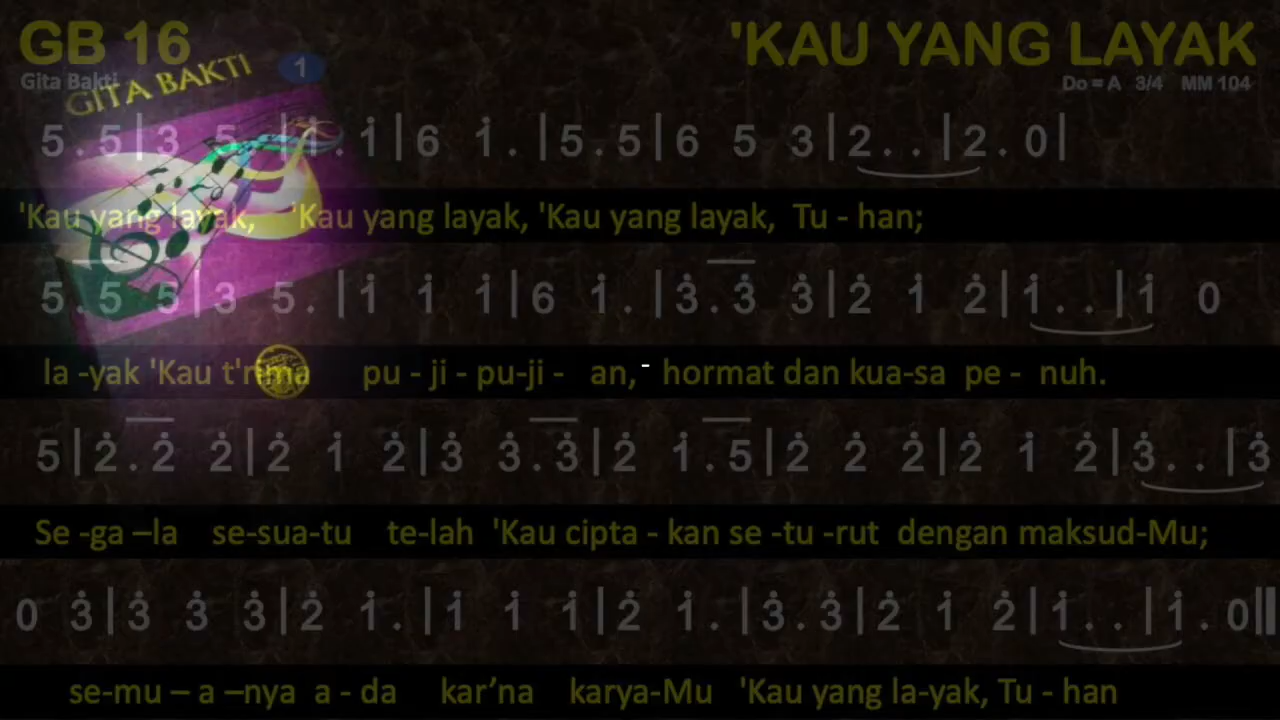 GB 16 'KAU YANG LAYAK
Gita Bakti Do = A 3/4 MM 104
GITA BAKTI 1
5 . 5|3 5 . |1̇ . 1̇|6 1̇ . |5 . 5|6 5 3|2 . . |2 . 0|
'Kau yang layak, 'Kau yang layak, 'Kau yang layak, Tu - han;
5 . 5 5|3 5 . |1̇ 1̇ 1̇|6 1̇ . |3̇ . 3̇ 3̇|2̇ 1̇ 2̇|1̇ . . |1̇ 0
la -yak 'Kau t'rima, pu - ji - pu-ji - an, - hormat dan kua-sa pe - nuh.
5|2̇ . 2̇ 2̇|2̇ 1̇ 2̇|3̇ 3̇ . 3̇|2̇ 1̇ . 5|2̇ 2̇ 2̇|2̇ 1̇ 2̇|3̇ . . |3̇
Se -ga –la se-sua-tu te-lah 'Kau cipta - kan se -tu -rut dengan maksud-Mu;
0 3̇|3̇ 3̇ 3̇|2̇ 1̇ . |1̇ 1̇ 1̇|2̇ 1̇ . |3̇ . 3̇|2̇ 1̇ 2̇|1̇ . . |1̇ . 0||
se-mu – a –nya a - da kar’na karya-Mu 'Kau yang la-yak, Tu - han